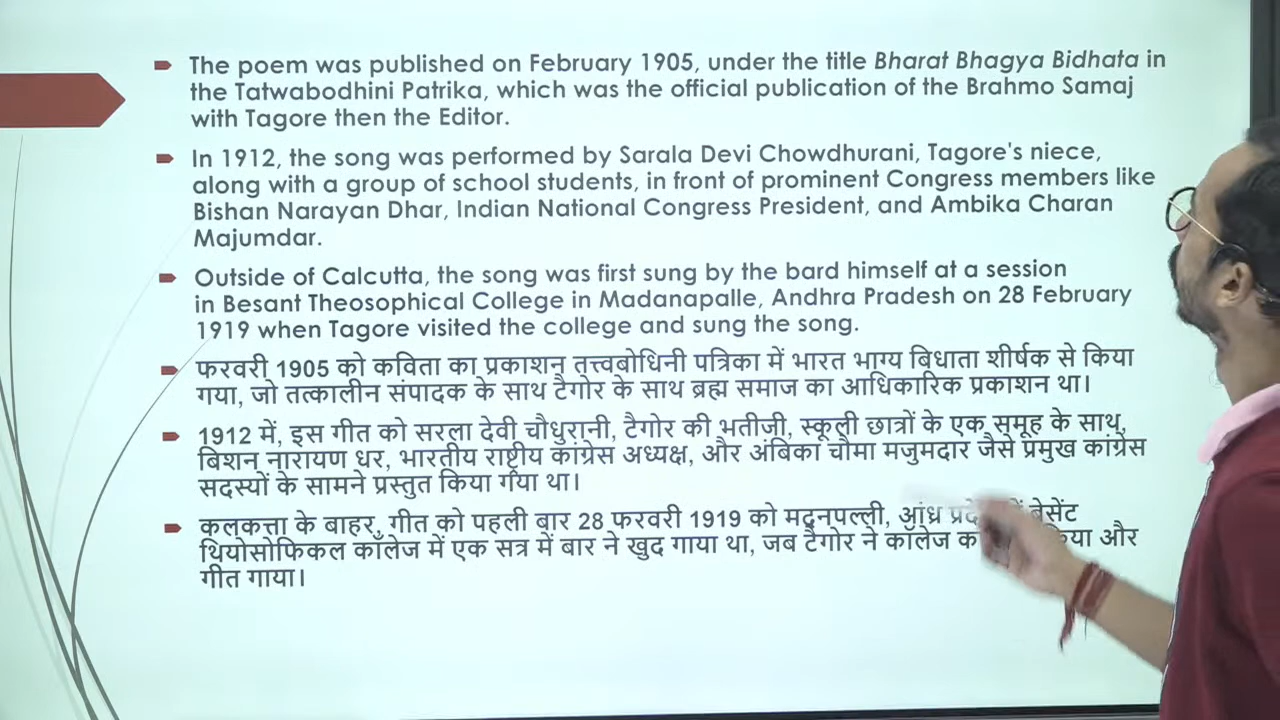 The poem was published on February 1905, under the title Bharat Bhagya Bidhata in
the Tatwabodhini Patrika, which was the official publication of the Brahmo Samaj
with Tagore then the Editor.
In 1912, the song was performed by Sarala Devi Chowdhurani, Tagore's niece,
along with a group of school students, in front of prominent Congress members like
Bishan Narayan Dhar, Indian National Congress President, and Ambika Charan
Majumdar.
Outside of Calcutta, the song was first sung by the bard himself at a session
in Besant Theosophical College in Madanapalle, Andhra Pradesh on 28 February
1919 when Tagore visited the college and sung the song.
फरवरी 1905 को कविता का प्रकाशन तत्त्वबोधिनी पत्रिका में भारत भाग्य बिधाता शीर्षक से किया
गया, जो तत्कालीन संपादक के साथ टैगोर के साथ ब्रह्म समाज का आधिकारिक प्रकाशन था।
1912 में, इस गीत को सरला देवी चौधुरानी, टैगोर की भतीजी, स्कूली छात्रों के एक समूह के साथ,
बिशन नारायण धर, भारतीय राष्ट्रीय कांग्रेस अध्यक्ष, और अंबिका चौमा मजुमदार जैसे प्रमुख कांग्रेस
सदस्यों के सामने प्रस्तुत किया गया था।
कलकत्ता के बाहर, गीत को पहली बार 28 फरवरी 1919 को मदनपल्ली, आंध्र बेसेंट
थियोसोफिकल कॉलेज में एक सत्र में बार ने खुद गाया था, जब टैगोर ने कॉलेज और
गीत गाया।